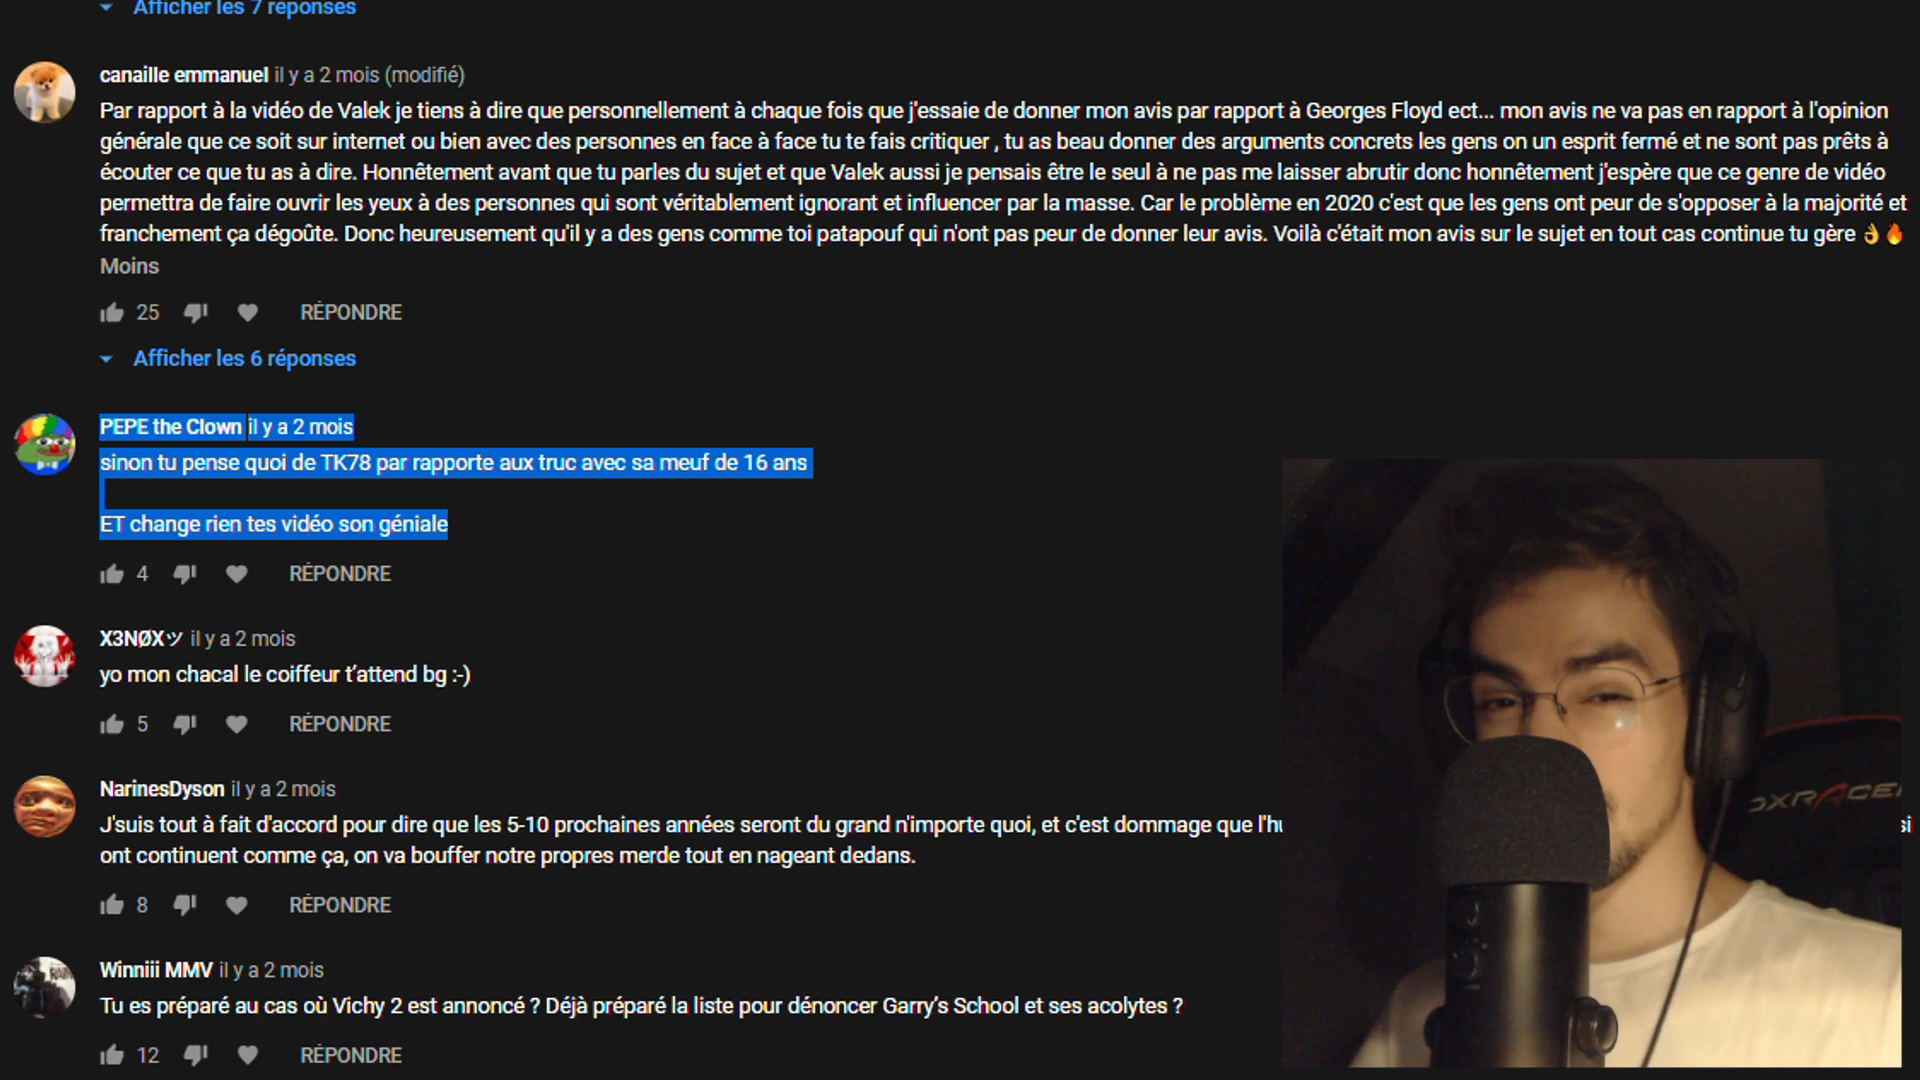 Afficher les 7 réponses
canaille emmanuel il y a 2 mois (modifié)
Par rapport à la vidéo de Valek je tiens à dire que personnellement à chaque fois que j'essaie de donner mon avis par rapport à Georges Floyd ect... mon avis ne va pas en rapport à l'opinion
générale que ce soit sur internet ou bien avec des personnes en face à face tu te fais critiquer , tu as beau donner des arguments concrets les gens on un esprit fermé et ne sont pas prêts à
écouter ce que tu as à dire. Honnêtement avant que tu parles du sujet et que Valek aussi je pensais être le seul à ne pas me laisser abrutir donc honnêtement j'espère que ce genre de vidéo
permettra de faire ouvrir les yeux à des personnes qui sont véritablement ignorant et influencer par la masse. Car le problème en 2020 c'est que les gens ont peur de s'opposer à la majorité et
franchement ça dégoûte. Donc heureusement qu'il y a des gens comme toi patapouf qui n'ont pas peur de donner leur avis. Voilà c'était mon avis sur le sujet en tout cas continue tu gère 👌🔥
Moins
25 RÉPONDRE
Afficher les 6 réponses
PEPE the Clown il y a 2 mois
sinon tu pense quoi de TK78 par rapporte aux truc avec sa meuf de 16 ans
ET change rien tes vidéo son géniale
4 RÉPONDRE
X3NØXツ il y a 2 mois
yo mon chacal le coiffeur t’attend bg :-)
5 RÉPONDRE
NarinesDyson il y a 2 mois
J'suis tout à fait d'accord pour dire que les 5-10 prochaines années seront du grand n'importe quoi, et c'est dommage que si
ont continuent comme ça, on va bouffer notre propres merde tout en nageant dedans.
8 RÉPONDRE
Winniii MMV il y a 2 mois
Tu es préparé au cas où Vichy 2 est annoncé ? Déjà préparé la liste pour dénoncer Garry’s School et ses acolytes ?
12 RÉPONDRE
DXRACER